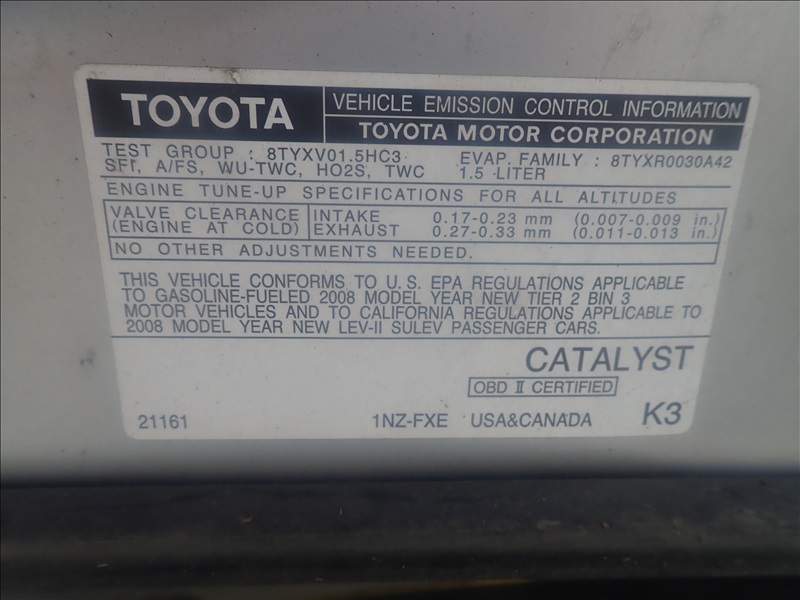 TOYOTA
VEHICLE EMISSION CONTROL INFORMATION
TOYOTA MOTOR CORPORATION
TEST GROUP : 8TYXV01.5HC3 EVAP. FAMILY : 8TYXR0030A42
SFI, A/FS, WU-TWC, HO2S, TWC 1.5 LITER
ENGINE TUNE-UP SPECIFICATIONS FOR ALL ALTITUDES
VALVE CLEARANCE INTAKE 0.17-0.23 mm (0.007-0.009 in.)
(ENGINE AT COLD) EXHAUST 0.27-0.33 mm (0.011-0.013 in.)
NO OTHER ADJUSTMENTS NEEDED.
THIS VEHICLE CONFORMS TO U.S. EPA REGULATIONS APPLICABLE
TO GASOLINE-FUELED 2008 MODEL YEAR NEW TIER 2 BIN 3
MOTOR VEHICLES AND TO CALIFORNIA REGULATIONS APPLICABLE TO
2008 MODEL YEAR NEW LEV-II SULEV PASSENGER CARS.
CATALYST
OBD II CERTIFIED
21161 1NZ-FXE USA&CANADA K3